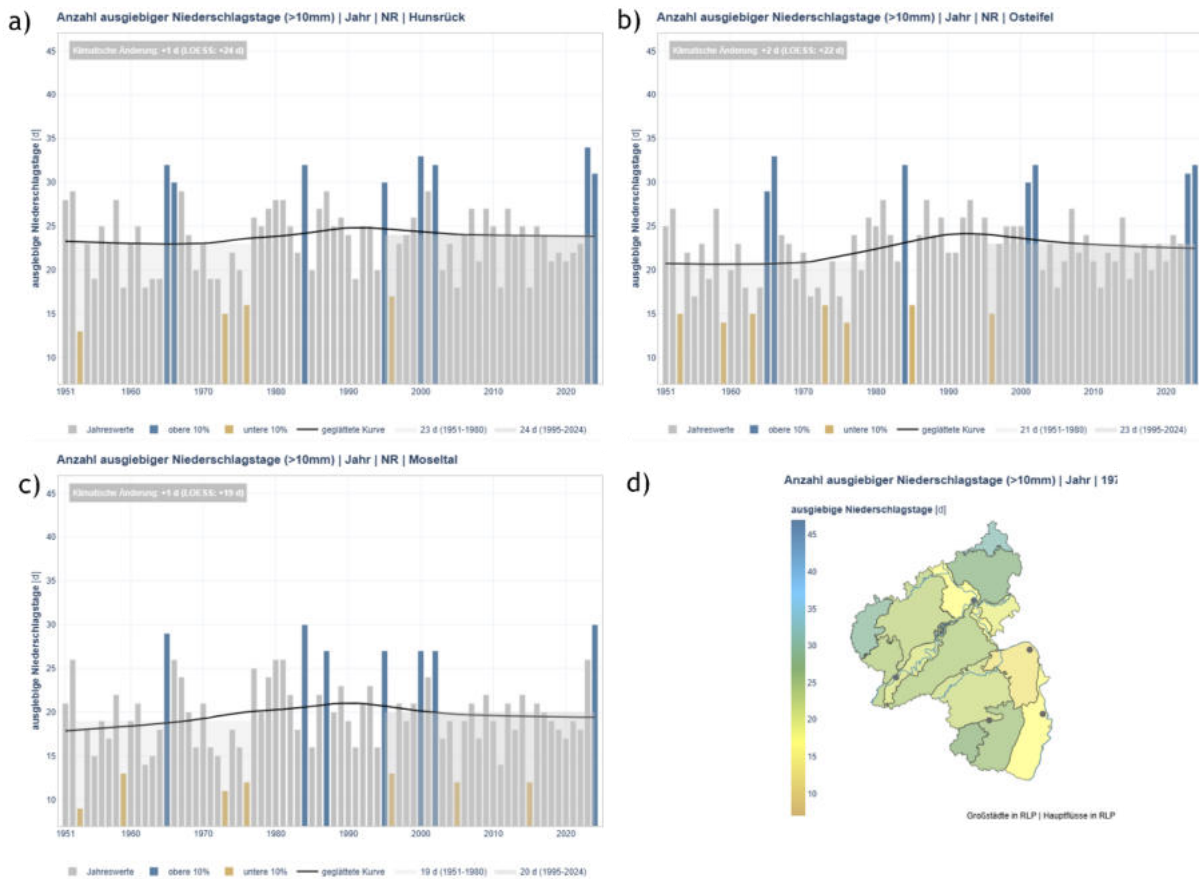 a)
Anzahl ausgiebiger Niederschlagstage (>10mm) | Jahr | NR | Hunsrück
Klimatische Änderung: +1 d (LOESS: +24 d)
ausgiebige Niederschlagstage [d]
45
40
35
30
25
20
15
10
1951
1960
1970
1980
1990
2000
2010
2020
Jahreswerte
obere 10%
untere 10%
geglättete Kurve
23 d (1951-1980)
24 d (1995-2024)
b)
Anzahl ausgiebiger Niederschlagstage (>10mm) | Jahr | NR | Osteifel
Klimatische Änderung: +2 d (LOESS: +22 d)
ausgiebige Niederschlagstage [d]
45
40
35
30
25
20
15
10
1951
1960
1970
1980
1990
2000
2010
2020
Jahreswerte
obere 10%
untere 10%
geglättete Kurve
21 d (1951-1980)
23 d (1995-2024)
c)
Anzahl ausgiebiger Niederschlagstage (>10mm) | Jahr | NR | Moseltal
Klimatische Änderung: +1 d (LOESS: +19 d)
ausgiebige Niederschlagstage [d]
45
40
35
30
25
20
15
10
1951
1960
1970
1980
1990
2000
2010
2020
Jahreswerte
obere 10%
untere 10%
geglättete Kurve
19 d (1951-1980)
20 d (1995-2024)
d)
Anzahl ausgiebiger Niederschlagstage (>10mm) | Jahr | 197
ausgiebige Niederschlagstage [d]
45
40
35
30
25
20
15
10
Großstädte in RLP | Hauptflüsse in RLP